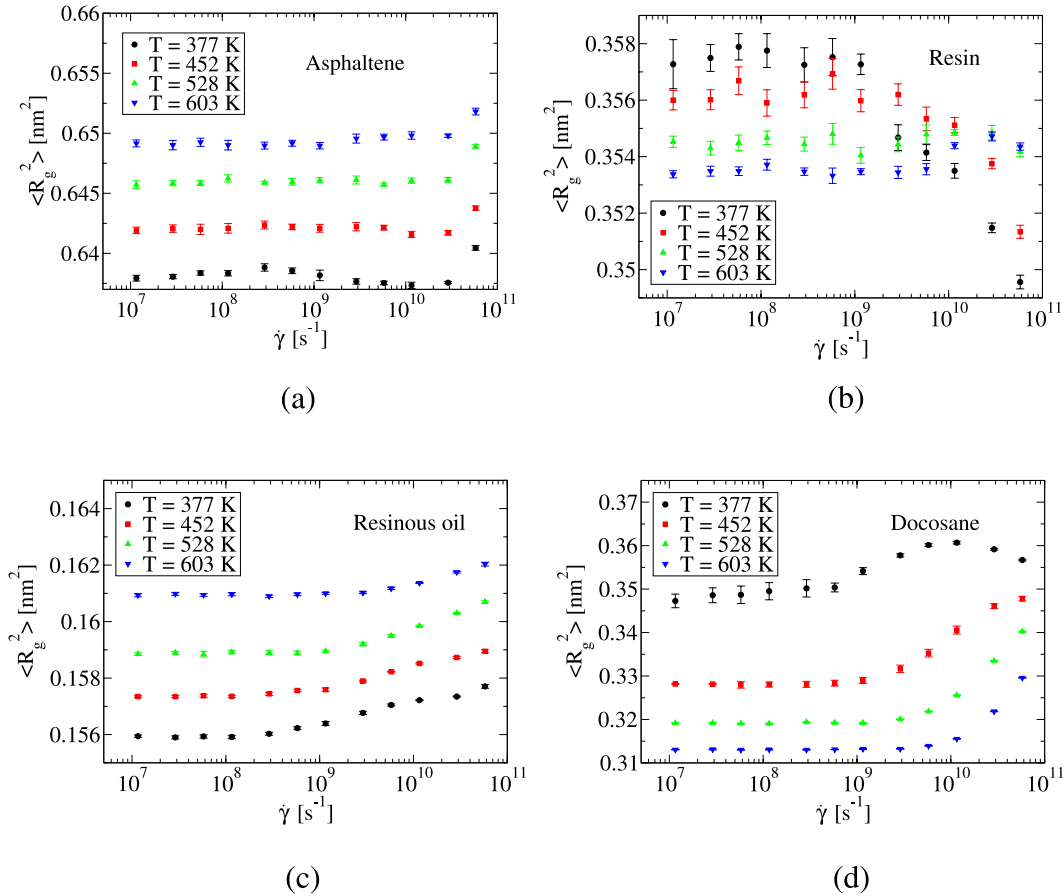 0.66
0.655
0.65
0.645
0.64
<R_g^2> [nm^2]
T = 377 K
T = 452 K
T = 528 K
T = 603 K
Asphaltene
10^7 10^8 10^9 10^10 10^11
γ̇ [s^-1]
(a)
0.358
0.356
0.354
0.352
0.35
<R_g^2> [nm^2]
Resin
T = 377 K
T = 452 K
T = 528 K
T = 603 K
10^7 10^8 10^9 10^10 10^11
γ̇ [s^-1]
(b)
0.164
0.162
0.16
0.158
0.156
<R_g^2> [nm^2]
T = 377 K
T = 452 K
T = 528 K
T = 603 K
Resinous oil
10^7 10^8 10^9 10^10 10^11
γ̇ [s^-1]
(c)
0.37
0.36
0.35
0.34
0.33
0.32
0.31
<R_g^2> [nm^2]
T = 377 K
T = 452 K
T = 528 K
T = 603 K
Docosane
10^7 10^8 10^9 10^10 10^11
γ̇ [s^-1]
(d)